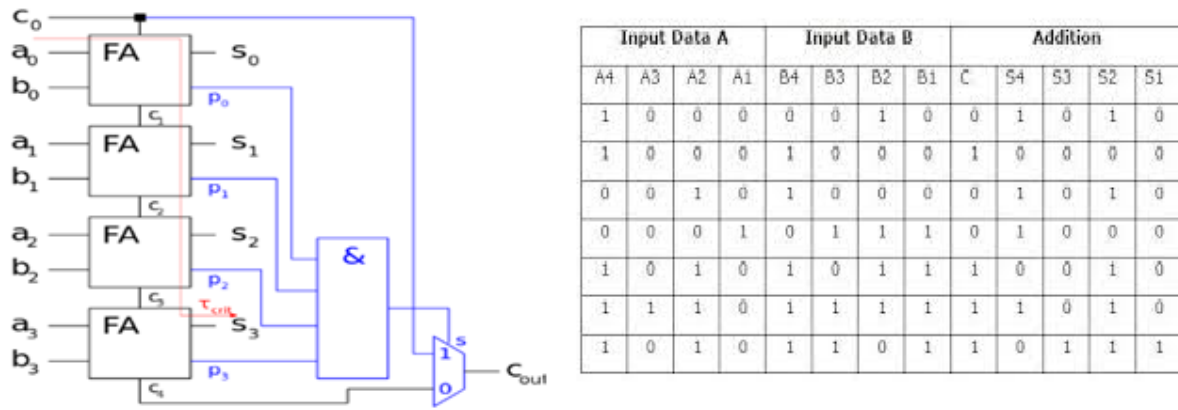 c0
a0 FA s0
b0 p0
c1
a1 FA s1
b1 p1
c2
a2 FA s2
b2 p2
c3
a3 FA s3
b3 p3
c4
τcrit
&
s
1
0
cout
Input Data A Input Data B Addition
A4 A3 A2 A1 B4 B3 B2 B1 C S4 S3 S2 S1
1 0 0 0 0 0 1 0 0 1 0 1 0
1 0 0 0 1 0 0 0 1 0 0 0 0
0 0 1 0 1 0 0 0 0 1 0 1 0
0 0 0 1 0 1 1 1 0 1 0 0 0
1 0 1 0 1 0 1 1 1 0 0 1 0
1 1 1 0 1 1 1 1 1 1 0 1 0
1 0 1 0 1 1 0 1 1 0 1 1 1